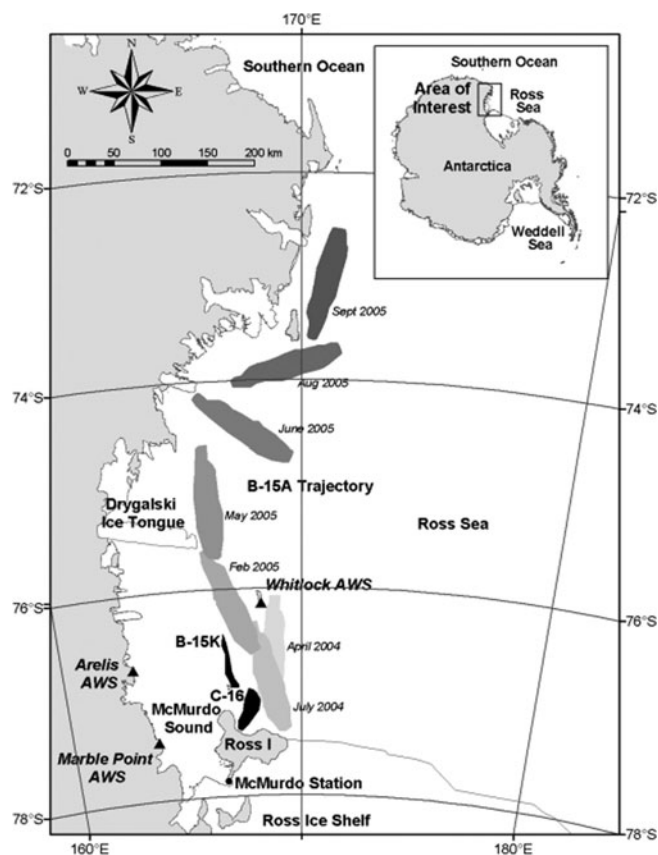 170°E
Southern Ocean
N
W
E
S
0
50
100
150
200
km
Southern Ocean
Area of
Interest
Ross
Sea
Antarctica
Weddell
Sea
72°S
72°S
Sept 2005
Aug 2005
74°S
74°S
June 2005
B-15A Trajectory
Drygalski
Ice Tongue
May 2005
Ross Sea
Feb 2005
Whitlock AWS
76°S
76°S
B-15K
April 2004
Arelis
AWS
C-16
McMurdo
Sound
July 2004
Ross I
Marble Point
AWS
McMurdo Station
78°S
78°S
Ross Ice Shelf
160°E
180°E